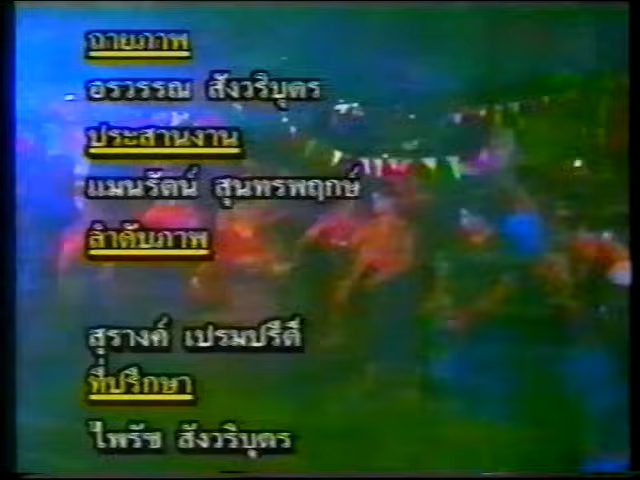 ถ่ายภาพ
อรวรรณ สังวริบุตร
ประสานงาน
แมนรัตน์ สุนทรพฤกษ์
ลำดับภาพ
สุรางค์ เปรมปรีดิ์
ที่ปรึกษา
ไพรัช สังวริบุตร